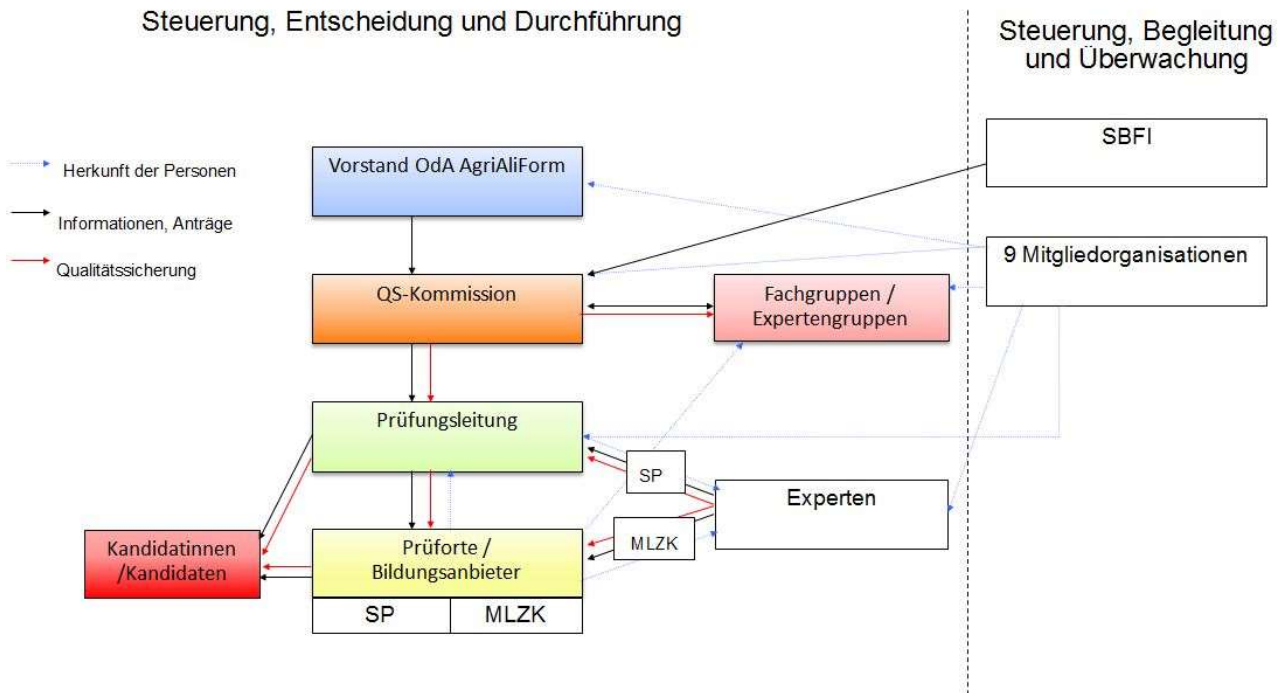 Steuerung, Entscheidung und Durchführung
Steuerung, Begleitung
und Überwachung
Herkunft der Personen
Informationen, Anträge
Qualitätssicherung
Vorstand OdA AgriAliForm
SBFI
9 Mitgliedorganisationen
QS-Kommission
Fachgruppen /
Expertengruppen
Prüfungsleitung
SP
Experten
MLZK
Kandidatinnen
/Kandidaten
Prüforte /
Bildungsanbieter
SP
MLZK